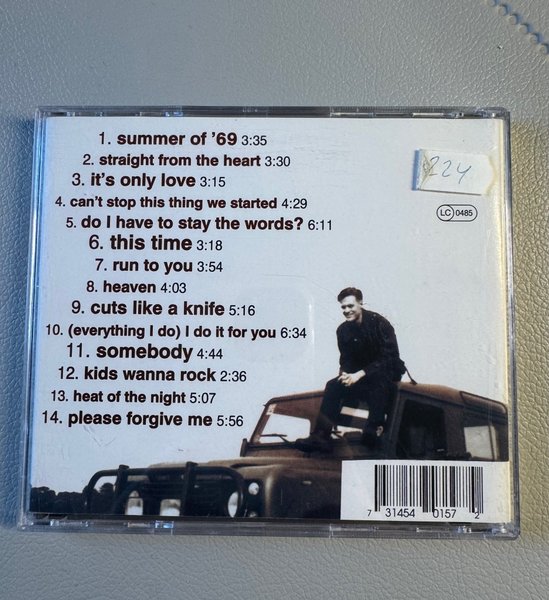 1. summer of '69 3:35
2. straight from the heart 3:30
3. it's only love 3:15
4. can't stop this thing we started 4:29
5. do I have to stay the words? 6:11
6. this time 3:18
7. run to you 3:54
8. heaven 4:03
9. cuts like a knife 5:16
10. (everything I do) I do it for you 6:34
11. somebody 4:44
12. kids wanna rock 2:36
13. heat of the night 5:07
14. please forgive me 5:56
224
LC 0485
7 31454 0157 2